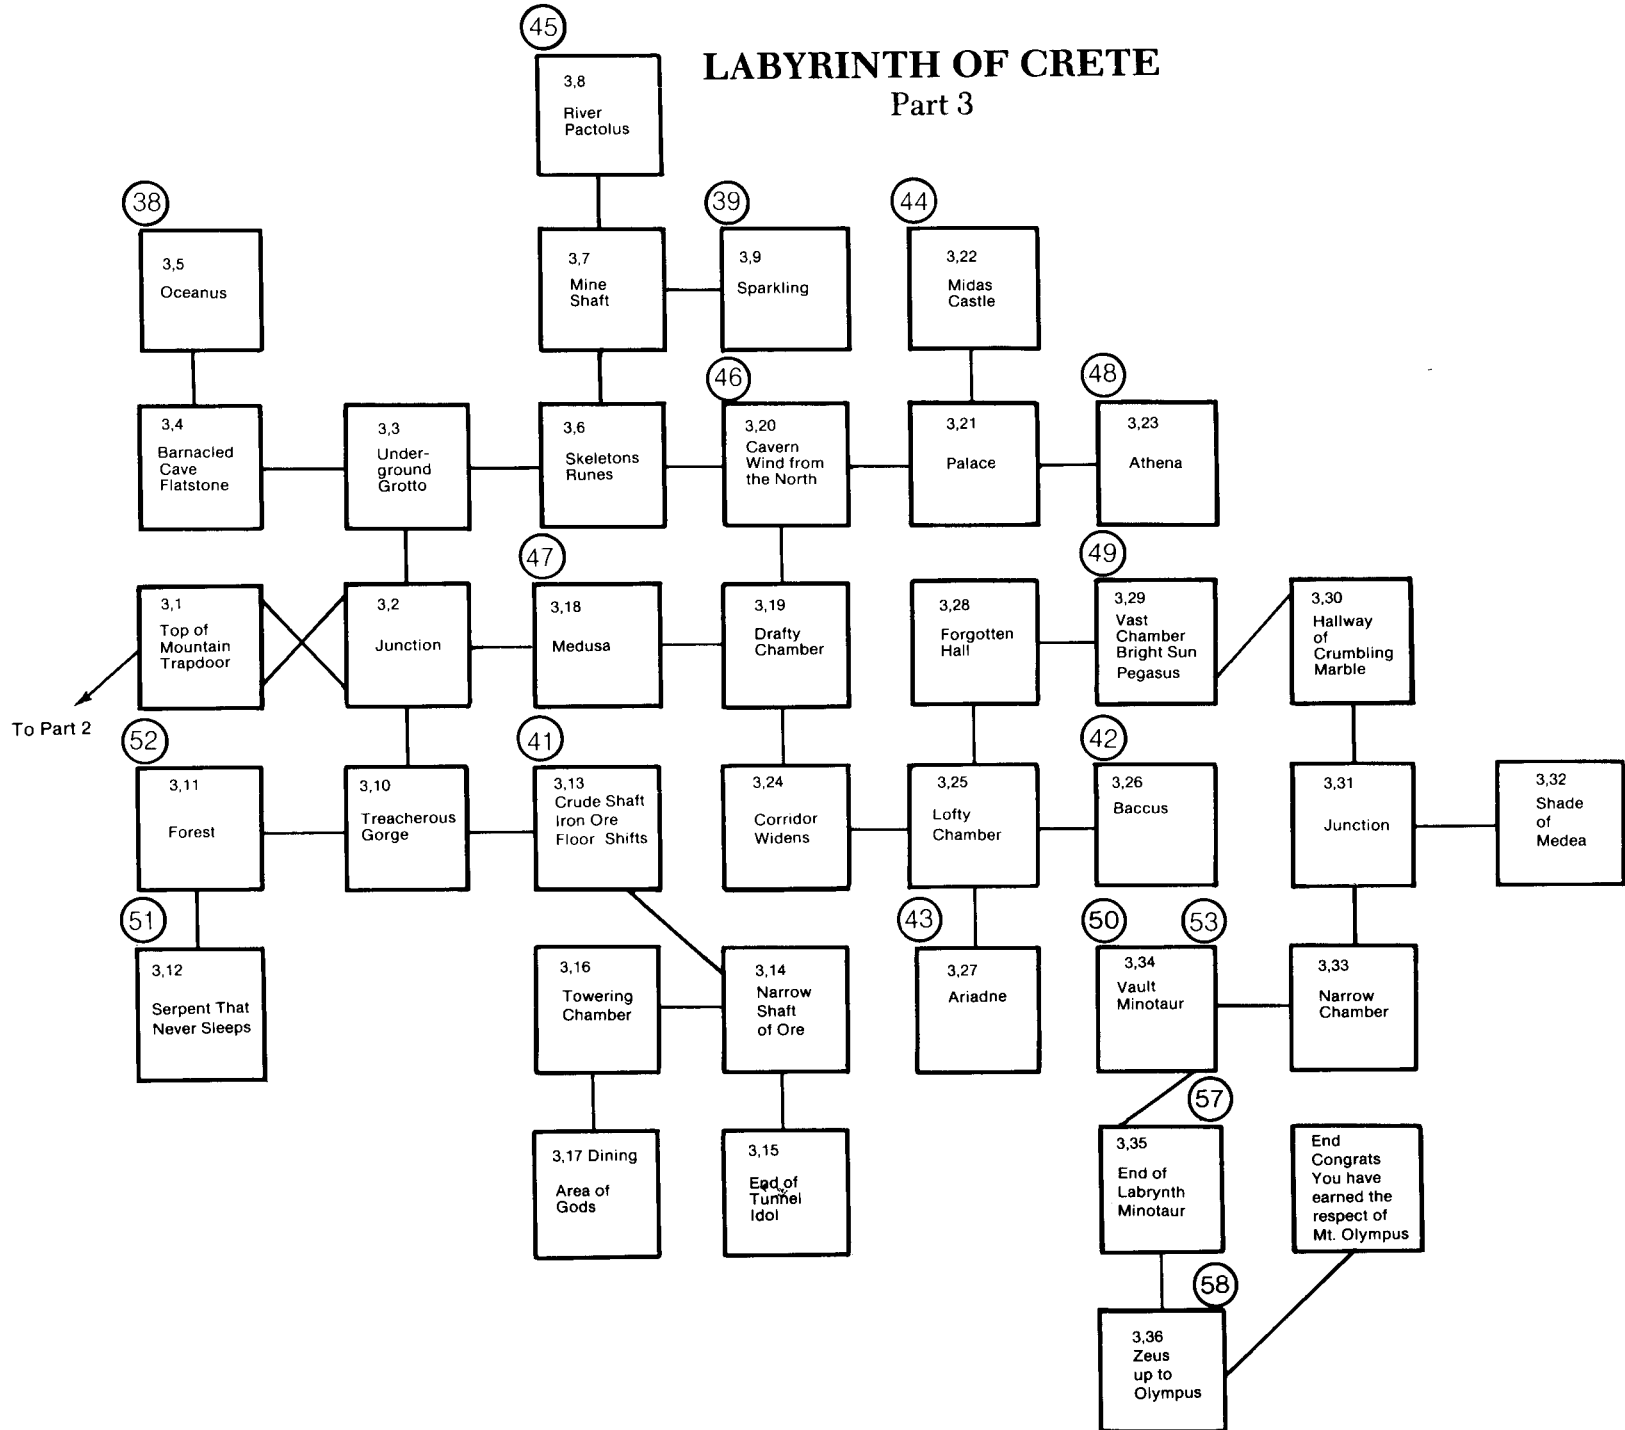 45
LABYRINTH OF CRETE
Part 3
3,8
River
Pactolus
38
39
44
3,5
Oceanus
3,7
Mine
Shaft
3,9
Sparkling
3,22
Midas
Castle
46
48
3,4
Barnacled
Cave
Flatstone
3,3
Under-
ground
Grotto
3,6
Skeletons
Runes
3,20
Cavern
Wind from
the North
3,21
Palace
3,23
Athena
47
49
3,1
Top of
Mountain
Trapdoor
3,2
Junction
3,18
Medusa
3,19
Drafty
Chamber
3,28
Forgotten
Hall
3,29
Vast
Chamber
Bright Sun
Pegasus
3,30
Hallway
of
Crumbling
Marble
To Part 2
52
41
42
3,11
Forest
3,10
Treacherous
Gorge
3,13
Crude Shaft
Iron Ore
Floor Shifts
3,24
Corridor
Widens
3,25
Lofty
Chamber
3,26
Baccus
3,31
Junction
3,32
Shade
of
Medea
51
43
50
53
3,12
Serpent That
Never Sleeps
3,16
Towering
Chamber
3,14
Narrow
Shaft
of Ore
3,27
Ariadne
3,34
Vault
Minotaur
3,33
Narrow
Chamber
57
3,17 Dining
Area of
Gods
3,15
End of
Tunnel
Idol
3,35
End of
Labrynth
Minotaur
End
Congrats
You have
earned the
respect of
Mt. Olympus
58
3,36
Zeus
up to
Olympus